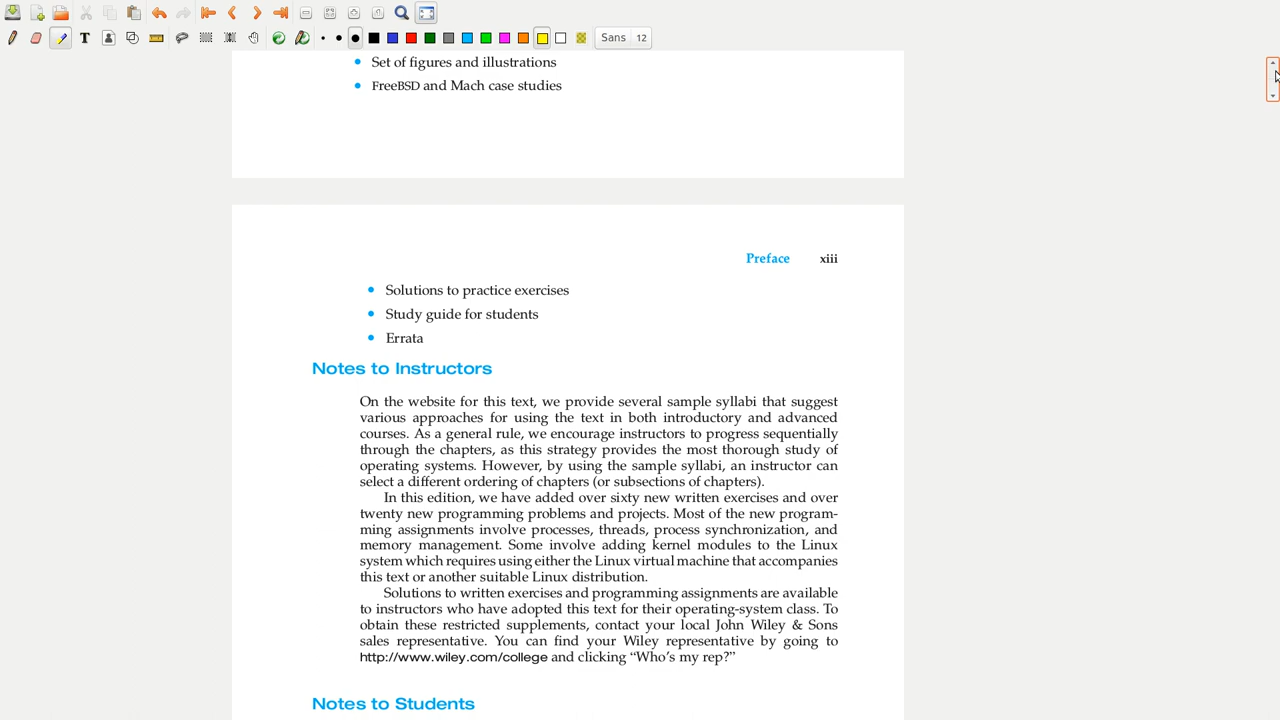 T
Sans 12
• Set of figures and illustrations
• FreeBSD and Mach case studies
Preface xiii
• Solutions to practice exercises
• Study guide for students
• Errata
Notes to Instructors
On the website for this text, we provide several sample syllabi that suggest
various approaches for using the text in both introductory and advanced
courses. As a general rule, we encourage instructors to progress sequentially
through the chapters, as this strategy provides the most thorough study of
operating systems. However, by using the sample syllabi, an instructor can
select a different ordering of chapters (or subsections of chapters).
In this edition, we have added over sixty new written exercises and over
twenty new programming problems and projects. Most of the new program-
ming assignments involve processes, threads, process synchronization, and
memory management. Some involve adding kernel modules to the Linux
system which requires using either the Linux virtual machine that accompanies
this text or another suitable Linux distribution.
Solutions to written exercises and programming assignments are available
to instructors who have adopted this text for their operating-system class. To
obtain these restricted supplements, contact your local John Wiley & Sons
sales representative. You can find your Wiley representative by going to
http://www.wiley.com/college and clicking “Who’s my rep?”
Notes to Students